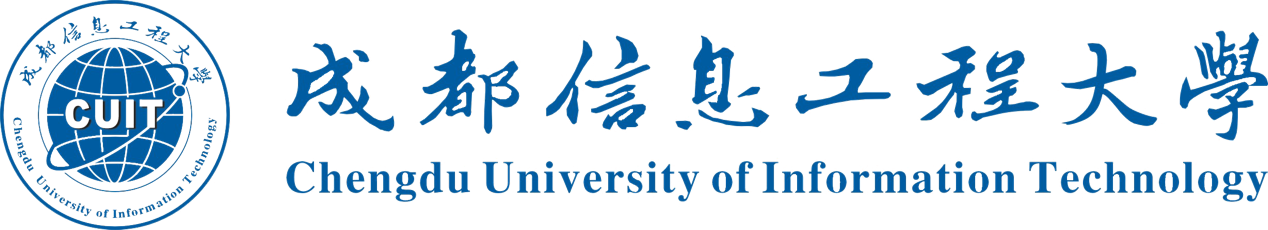 成都信息工程大學
CUIT
Chengdu University of Information Technology
成都信息工程大學
Chengdu University of Information Technology